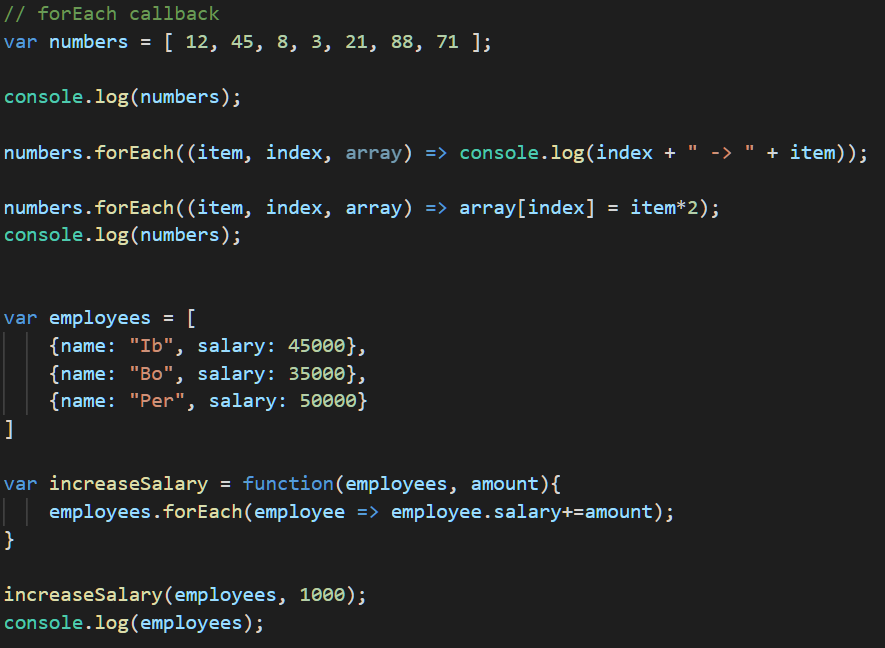 // forEach callback
var numbers = [ 12, 45, 8, 3, 21, 88, 71 ];
console.log(numbers);
numbers.forEach((item, index, array) => console.log(index + " -> " + item));
numbers.forEach((item, index, array) => array[index] = item*2);
console.log(numbers);
var employees = [
    {name: "Ib", salary: 45000},
    {name: "Bo", salary: 35000},
    {name: "Per", salary: 50000}
]
var increaseSalary = function(employees, amount){
    employees.forEach(employee => employee.salary+=amount);
}
increaseSalary(employees, 1000);
console.log(employees);